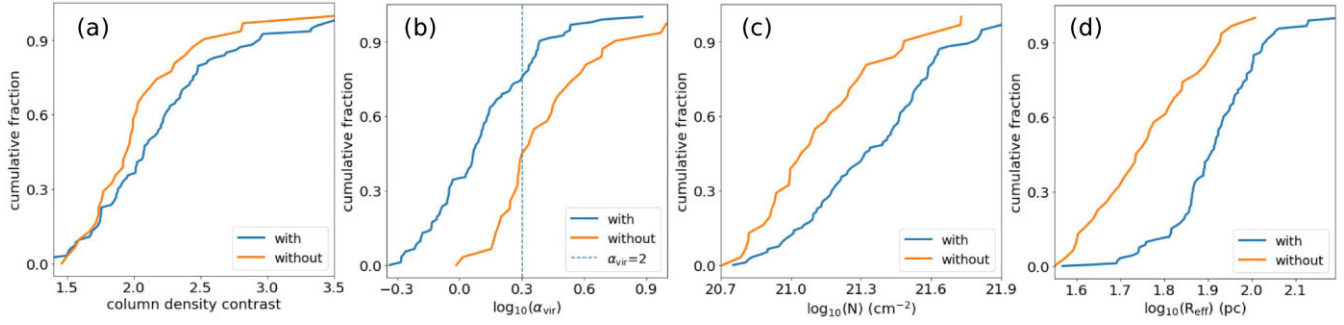 (a)
cumulative fraction
0.9
0.6
0.3
0.0
with
without
1.5 2.0 2.5 3.0 3.5
column density contrast
(b)
cumulative fraction
0.9
0.6
0.3
0.0
with
without
α_vir=2
−0.3 0.0 0.3 0.6 0.9
log₁₀(α_vir)
(c)
cumulative fraction
0.9
0.6
0.3
0.0
with
without
20.7 21.0 21.3 21.6 21.9
log₁₀(N) (cm⁻²)
(d)
cumulative fraction
0.9
0.6
0.3
0.0
with
without
1.6 1.7 1.8 1.9 2.0 2.1
log₁₀(R_eff) (pc)